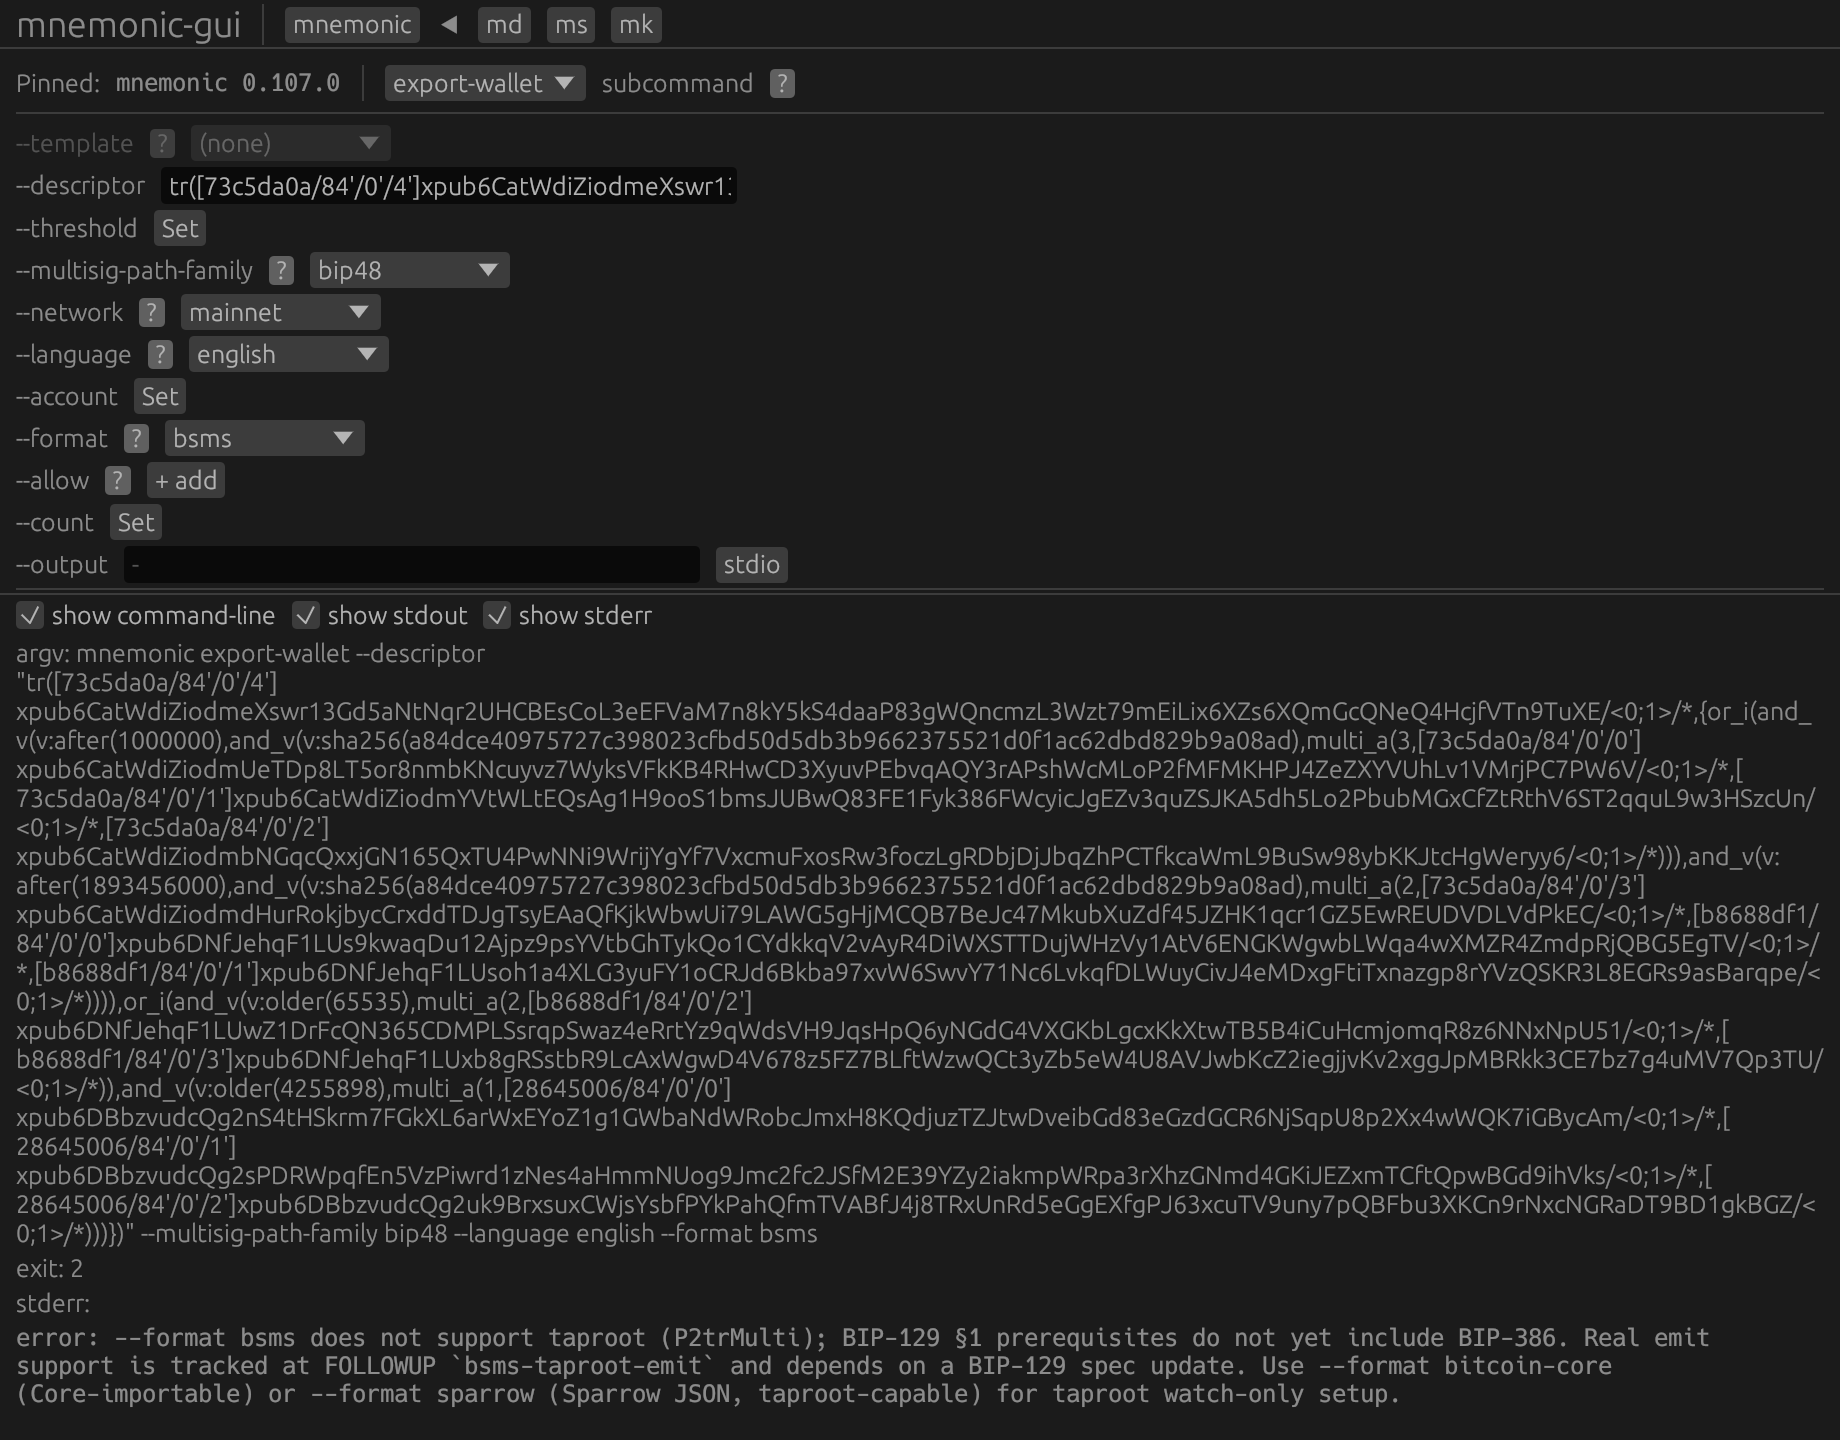 mnemonic-gui mnemonic ◀ md ms mk
Pinned: mnemonic 0.107.0 export-wallet ▼ subcommand ?
--template ? (none) ▼
--descriptor tr([73c5da0a/84'/0'/4']xpub6CatWdiZiodmeXswr1
--threshold Set
--multisig-path-family ? bip48 ▼
--network ? mainnet ▼
--language ? english ▼
--account Set
--format ? bsms ▼
--allow ? + add
--count Set
--output - stdio
show command-line show stdout show stderr
argv: mnemonic export-wallet --descriptor
"tr([73c5da0a/84'/0'/4']
xpub6CatWdiZiodmeXswr13Gd5aNtNqr2UHCBEsCoL3eEFVaM7n8kY5kS4daaP83gWQncmzL3Wzt79mEiLix6XZs6XQmGcQNeQ4HcjfVTn9TuXE/<0;1>/*,{or_i(and_
v(v:after(1000000),and_v(v:sha256(a84dce40975727c398023cfbd50d5db3b9662375521d0f1ac62dbd829b9a08ad),multi_a(3,[73c5da0a/84'/0'/0']
xpub6CatWdiZiodmUeTDp8LT5or8nmbKNcuyvz7WyksVFkKB4RHwCD3XyuvPEbvqAQY3rAPshWcMLoP2fMFMKHPJ4ZeZXYVUhLv1VMrjPC7PW6V/<0;1>/*,[
73c5da0a/84'/0'/1']xpub6CatWdiZiodmYVtWLtEQsAg1H9ooS1bmsJUBwQ83FE1Fyk386FWcyicJgEZv3quZSJKA5dh5Lo2PbubMGxCfZtRthV6ST2qquL9w3HSzcUn/
<0;1>/*,[73c5da0a/84'/0'/2']
xpub6CatWdiZiodmbNGqcQxxjGN165QxTU4PwNNi9WrijYgYf7VxcmuFxosRw3foczLgRDbjDjJbqZhPCTfkcaWmL9BuSw98ybKKJtcHgWeryy6/<0;1>/*))),and_v(v:
after(1893456000),and_v(v:sha256(a84dce40975727c398023cfbd50d5db3b9662375521d0f1ac62dbd829b9a08ad),multi_a(2,[73c5da0a/84'/0'/3']
xpub6CatWdiZiodmdHurRokjbycCrxddTDJgTsyEAaQfKjkWbwUi79LAWG5gHjMCQB7BeJc47MkubXuZdf45JZHK1qcr1GZ5EwREUDVDLVdPkEC/<0;1>/*,[b8688df1/
84'/0'/0']xpub6DNfJehqF1LUs9kwaqDu12Ajpz9psYVtbGhTykQo1CYdkkqV2vAyR4DiWXSTTDujWHzVy1AtV6ENGKWgwbLWqa4wXMZR4ZmdpRjQBG5EgTV/<0;1>/
*,[b8688df1/84'/0'/1']xpub6DNfJehqF1LUsoh1a4XLG3yuFY1oCRJd6Bkba97xvW6SwvY71Nc6LvkqfDLWuyCivJ4eMDxgFtiTxnazgp8rYVzQSKR3L8EGRs9asBarqpe/<
0;1>/*)))),or_i(and_v(v:older(65535),multi_a(2,[b8688df1/84'/0'/2']
xpub6DNfJehqF1LUwZ1DrFcQN365CDMPLSsrqpSwaz4eRrtYz9qWdsVH9JqsHpQ6yNGdG4VXGKbLgcxKkXtwTB5B4iCuHcmjomqR8z6NNxNpU51/<0;1>/*,[
b8688df1/84'/0'/3']xpub6DNfJehqF1LUxb8gRSstbR9LcAxWgwD4V678z5FZ7BLftWzwQCt3yZb5eW4U8AVJwbKcZ2iegjjvKv2xggJpMBRkk3CE7bz7g4uMV7Qp3TU/
<0;1>/*)),and_v(v:older(4255898),multi_a(1,[28645006/84'/0'/0']
xpub6DBbzvudcQg2nS4tHSkrm7FGkXL6arWxEYoZ1g1GWbaNdWRobcJmxH8KQdjuzTZJtwDveibGd83eGzdGCR6NjSqpU8p2Xx4wWQK7iGBycAm/<0;1>/*,[
28645006/84'/0'/1']
xpub6DBbzvudcQg2sPDRWpqfEn5VzPiwrd1zNes4aHmmNUog9Jmc2fc2JSfM2E39YZy2iakmpWRpa3rXhzGNmd4GKiJEZxmTCftQpwBGd9ihVks/<0;1>/*,[
28645006/84'/0'/2']xpub6DBbzvudcQg2uk9BrxsuxCWjsYsbfPYkPahQfmTVABfJ4j8TRxUnRd5eGgEXfgPJ63xcuTV9uny7pQBFbu3XKCn9rNxcNGRaDT9BD1gkBGZ/<
0;1>/*)))})" --multisig-path-family bip48 --language english --format bsms
exit: 2
stderr:
error: --format bsms does not support taproot (P2trMulti); BIP-129 §1 prerequisites do not yet include BIP-386. Real emit
support is tracked at FOLLOWUP `bsms-taproot-emit` and depends on a BIP-129 spec update. Use --format bitcoin-core
(Core-importable) or --format sparrow (Sparrow JSON, taproot-capable) for taproot watch-only setup.